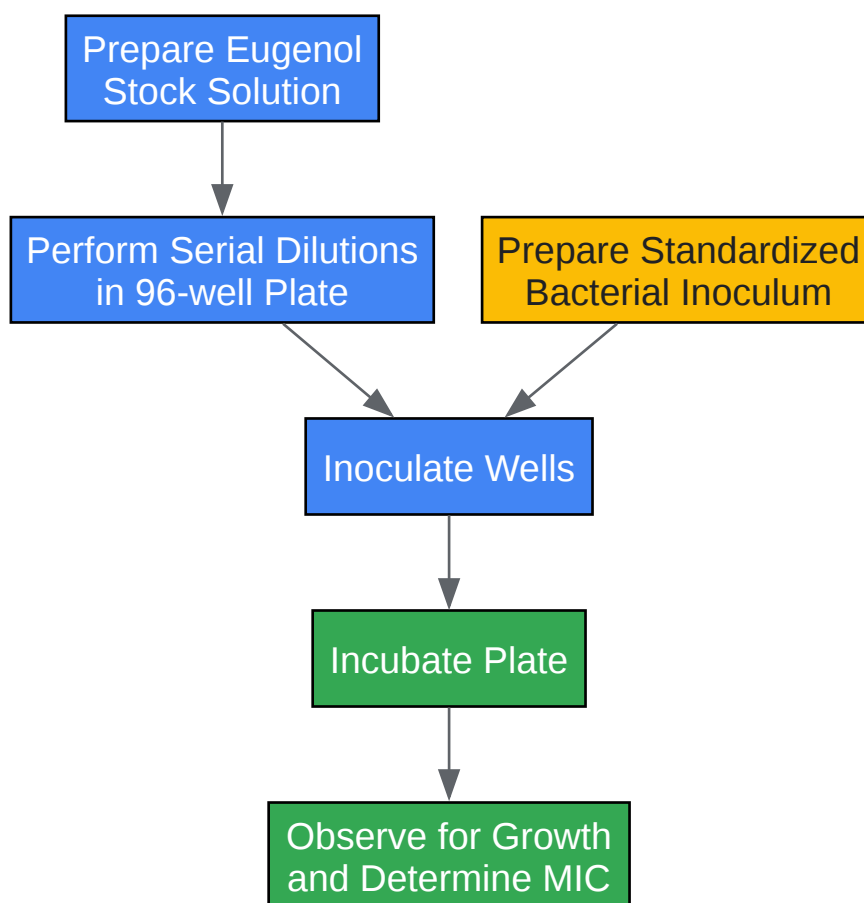 Prepare Eugenol
Stock Solution
Perform Serial Dilutions
in 96-well Plate
Prepare Standardized
Bacterial Inoculum
Inoculate Wells
Incubate Plate
Observe for Growth
and Determine MIC